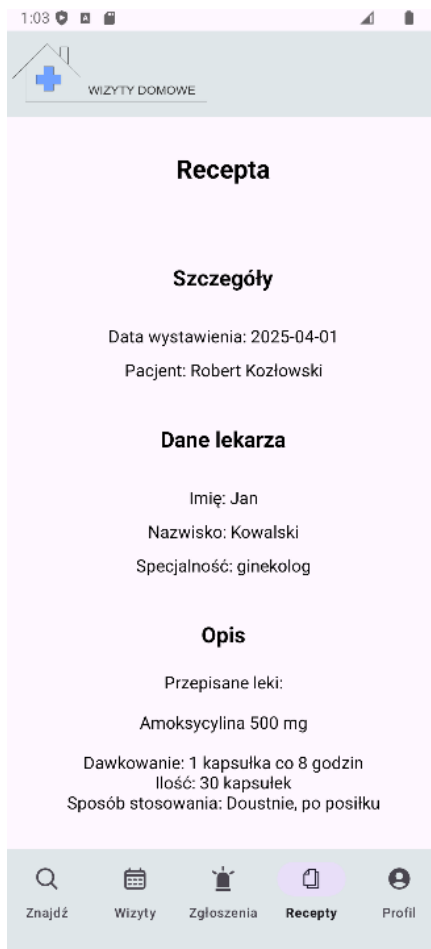 1:03
WIZYTY DOMOWE
Recepta
Szczegóły
Data wystawienia: 2025-04-01
Pacjent: Robert Kozłowski
Dane lekarza
Imię: Jan
Nazwisko: Kowalski
Specjalność: ginekolog
Opis
Przepisane leki:
Amoksycylina 500 mg
Dawkowanie: 1 kapsułka co 8 godzin
Ilość: 30 kapsułek
Sposób stosowania: Doustnie, po posiłku
Znajdź Wizyty Zgłoszenia Recepty Profil